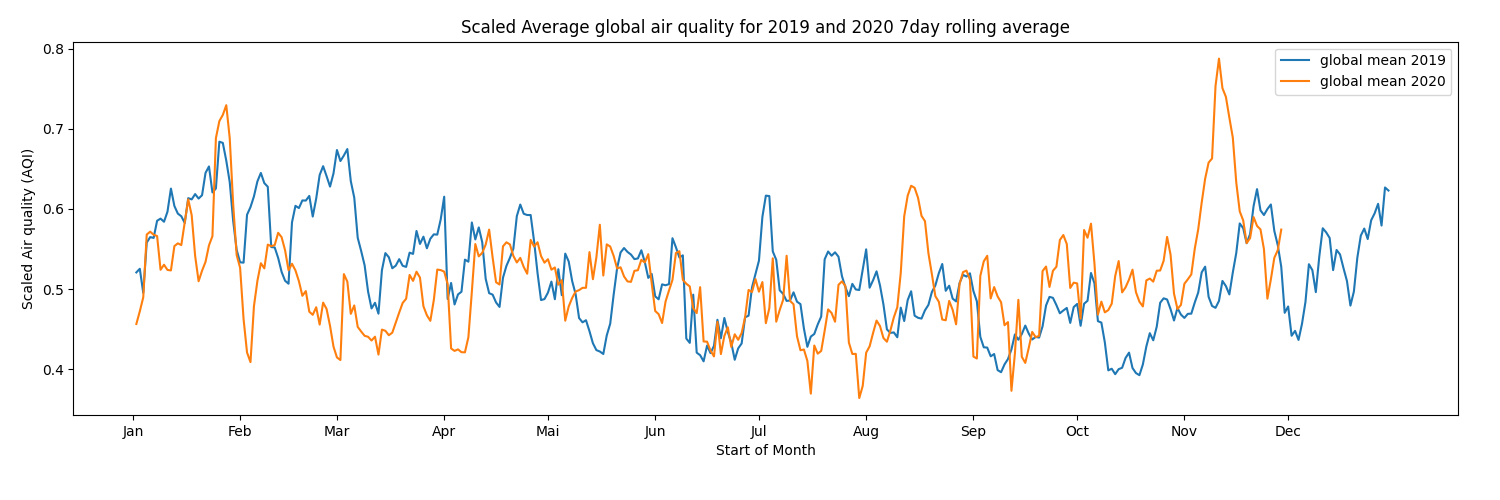 Scaled Average global air quality for 2019 and 2020 7day rolling average
Scaled Air quality (AQI)
0.8
0.7
0.6
0.5
0.4
global mean 2019
global mean 2020
Jan Feb Mar Apr Mai Jun Jul Aug Sep Oct Nov Dec
Start of Month